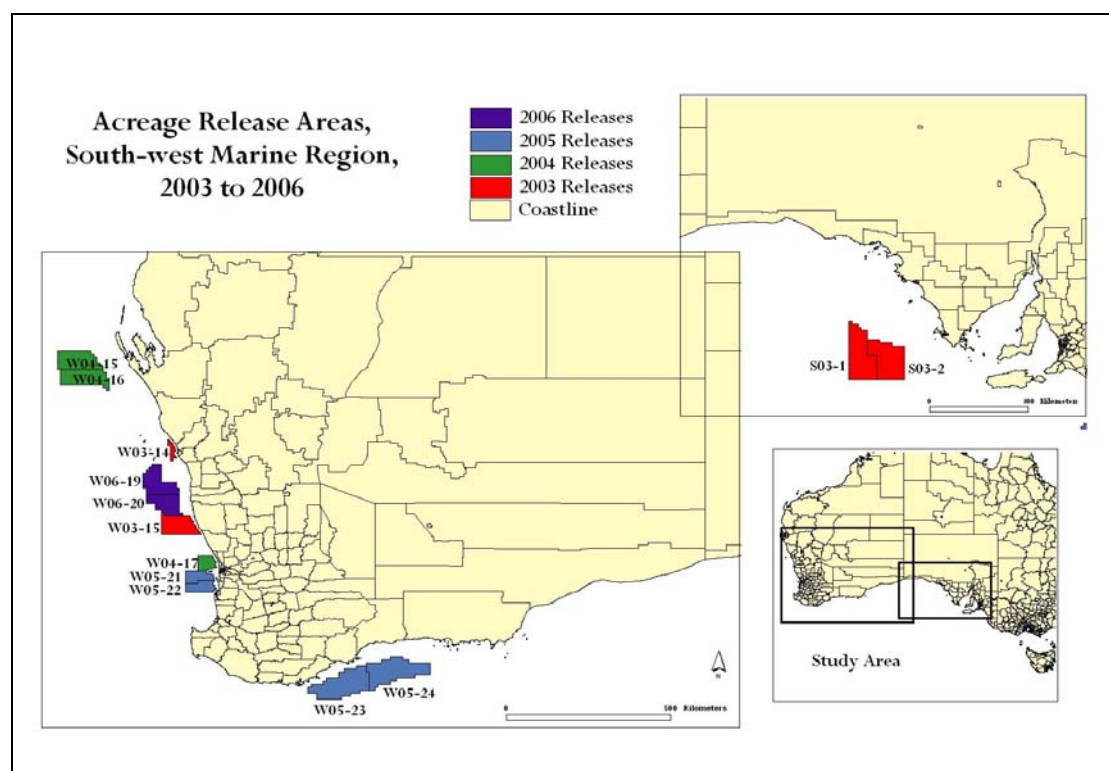 Acreage Release Areas,
South-west Marine Region,
2003 to 2006
2006 Releases
2005 Releases
2004 Releases
2003 Releases
Coastline
S03-1
S03-2
Kilometers
W04-15
W04-16
W03-14
W06-19
W06-20
W03-15
W04-17
W05-21
W05-22
W05-23
W05-24
N
0 500 Kilometers
Study Area